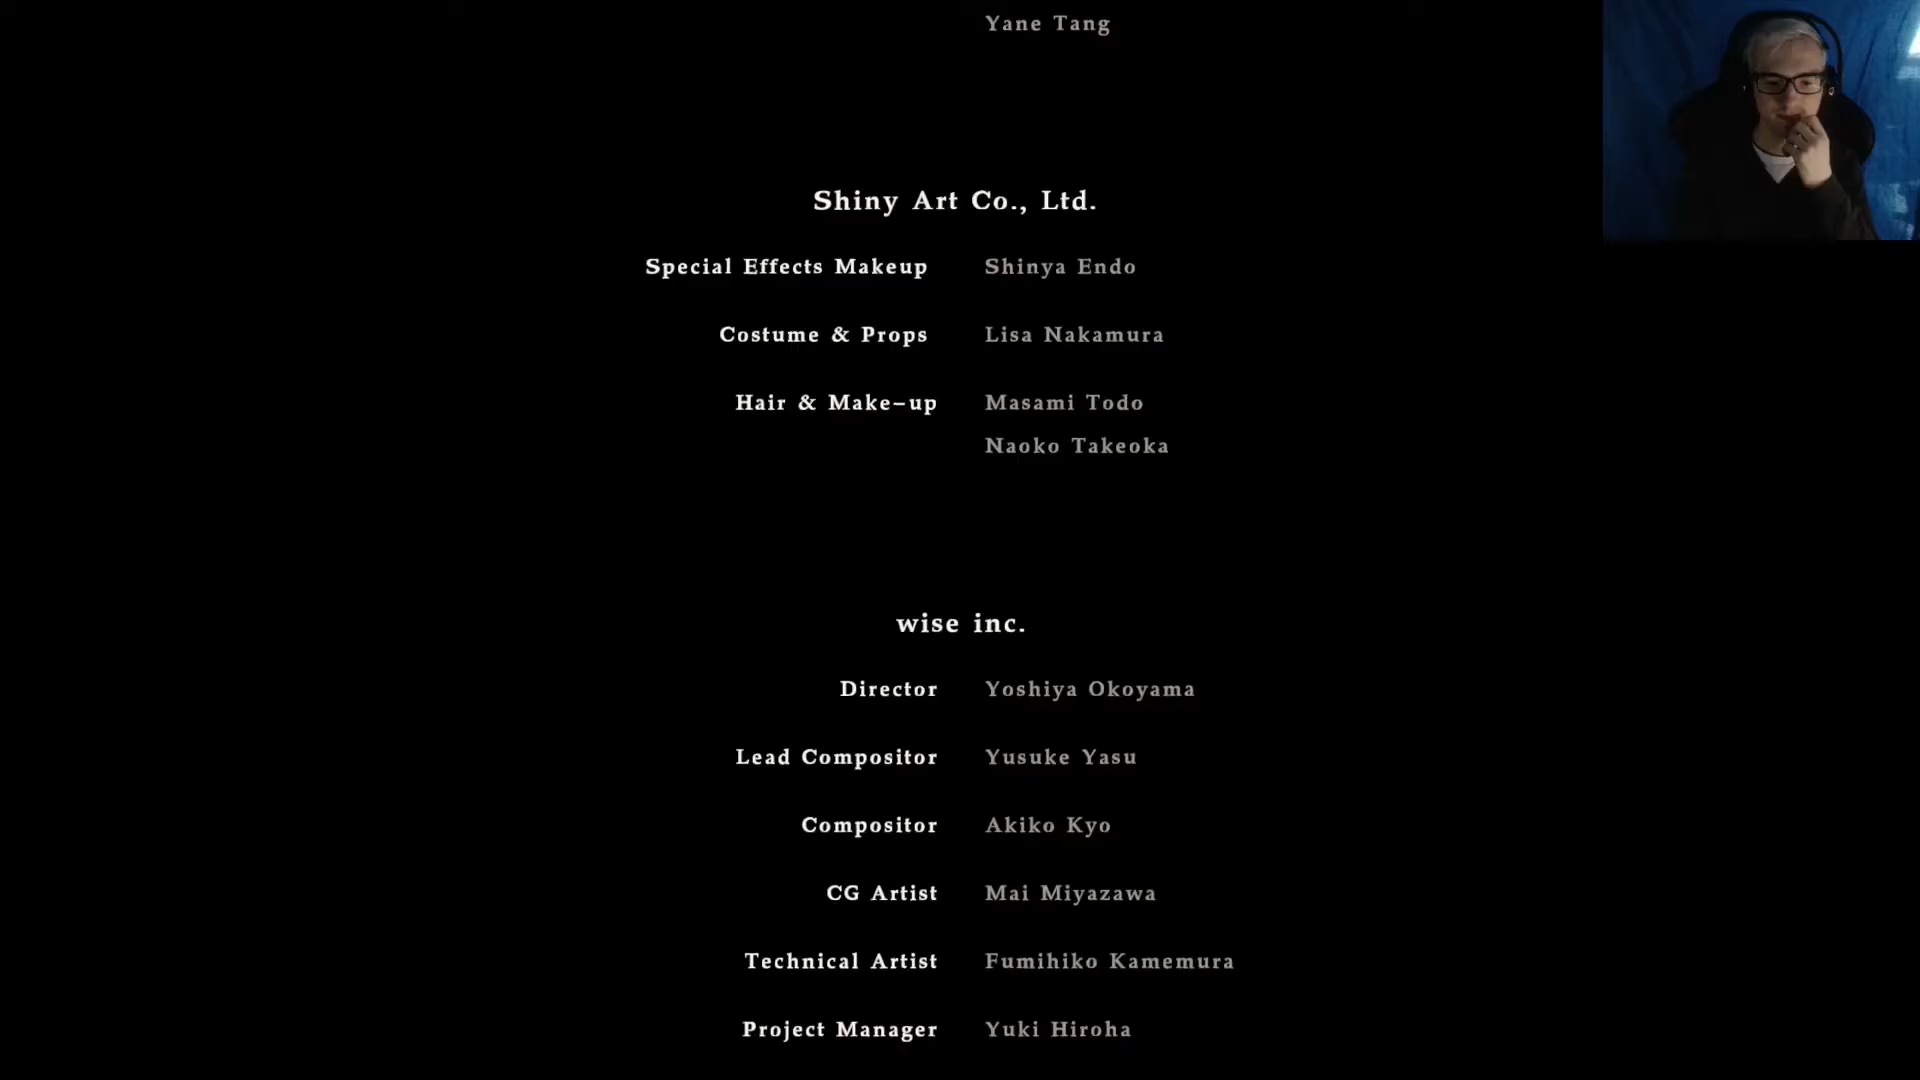 Yane Tang
Shiny Art Co., Ltd.
Special Effects Makeup Shinya Endo
Costume & Props Lisa Nakamura
Hair & Make-up Masami Todo
Naoko Takeoka
wise inc.
Director Yoshiya Okoyama
Lead Compositor Yusuke Yasu
Compositor Akiko Kyo
CG Artist Mai Miyazawa
Technical Artist Fumihiko Kamemura
Project Manager Yuki Hiroha